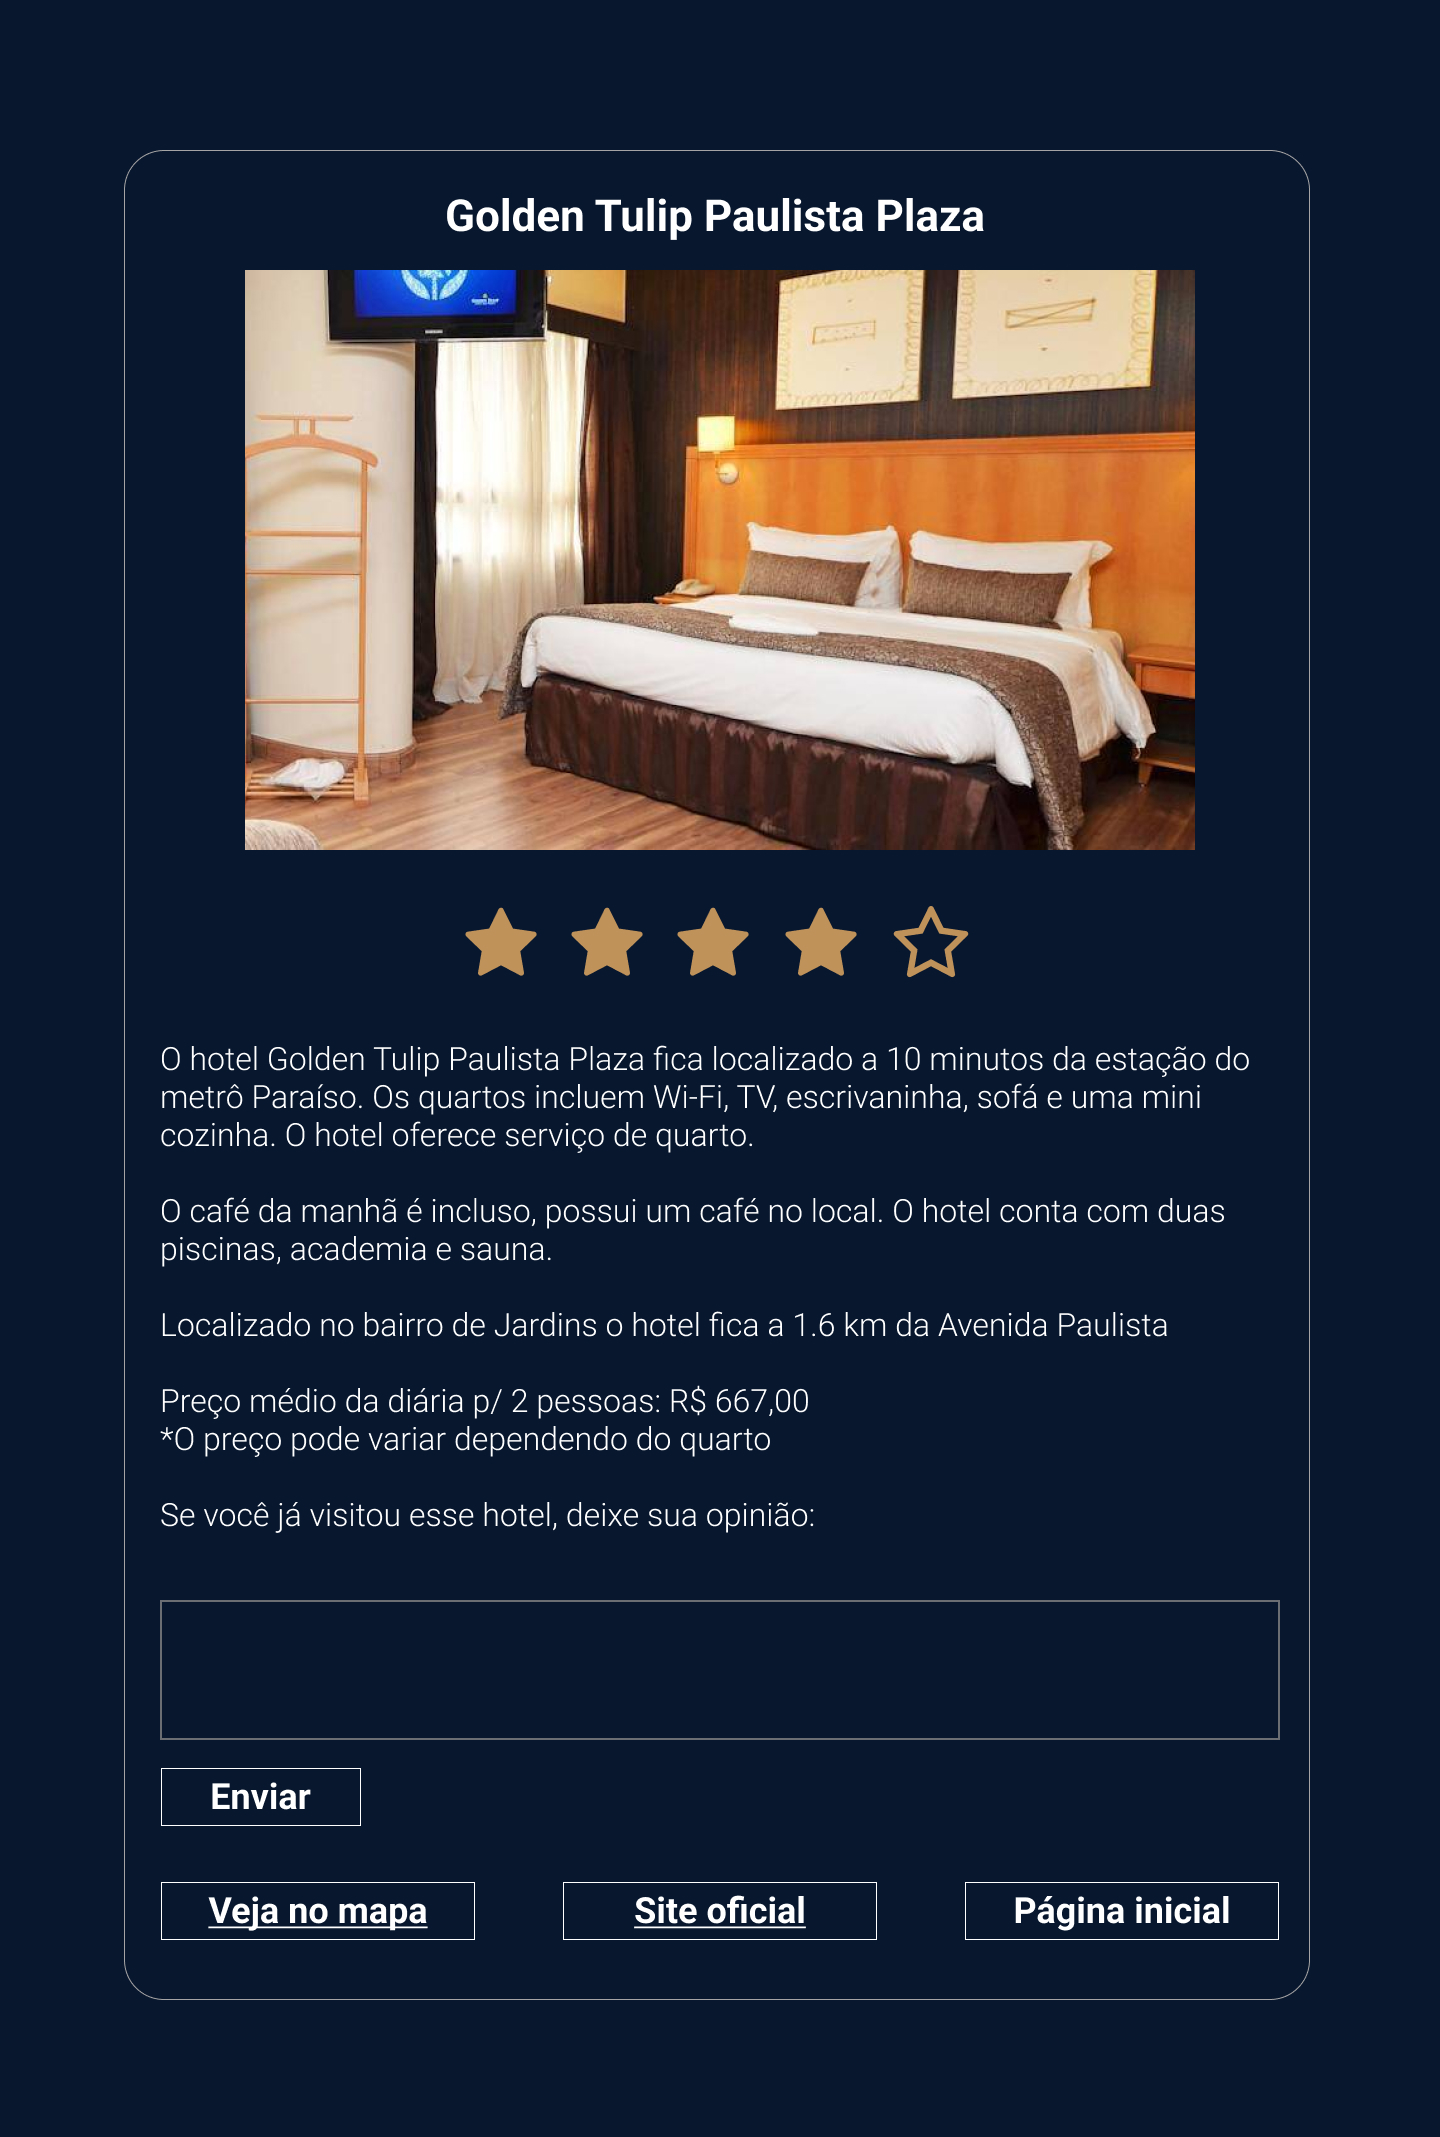 Golden Tulip Paulista Plaza
O hotel Golden Tulip Paulista Plaza fica localizado a 10 minutos da estação do
metrô Paraíso. Os quartos incluem Wi-Fi, TV, escrivaninha, sofá e uma mini
cozinha. O hotel oferece serviço de quarto.
O café da manhã é incluso, possui um café no local. O hotel conta com duas
piscinas, academia e sauna.
Localizado no bairro de Jardins o hotel fica a 1.6 km da Avenida Paulista
Preço médio da diária p/ 2 pessoas: R$ 667,00
*O preço pode variar dependendo do quarto
Se você já visitou esse hotel, deixe sua opinião:
Enviar
Veja no mapa
Site oficial
Página inicial